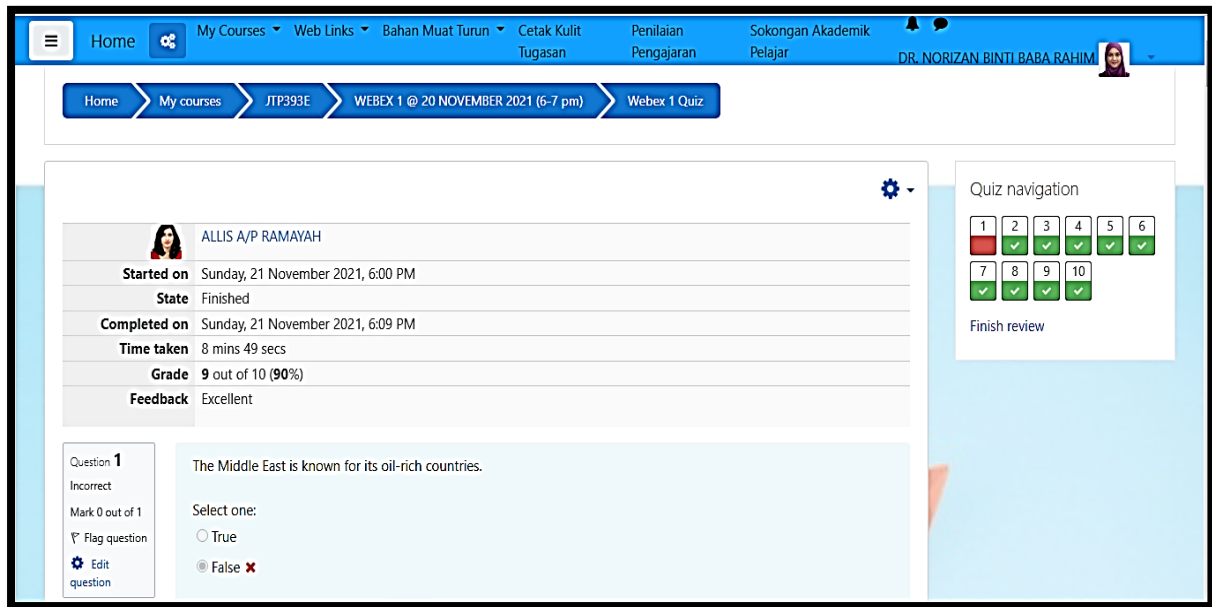 Home My Courses Web Links Bahan Muat Turun Cetak Kulit Tugasan Penilaian Pengajaran Sokongan Akademik Pelajar
DR. NORIZAN BINTI BABA RAHIM
Home My courses JTP393E WEBEX 1 @ 20 NOVEMBER 2021 (6-7 pm) Webex 1 Quiz
ALLIS A/P RAMAYAH
Started on Sunday, 21 November 2021, 6:00 PM
State Finished
Completed on Sunday, 21 November 2021, 6:09 PM
Time taken 8 mins 49 secs
Grade 9 out of 10 (90%)
Feedback Excellent
Question 1
Incorrect
Mark 0 out of 1
Flag question
Edit
question
The Middle East is known for its oil-rich countries.
Select one:
True
False
Quiz navigation
1 2 3 4 5 6
7 8 9 10
Finish review